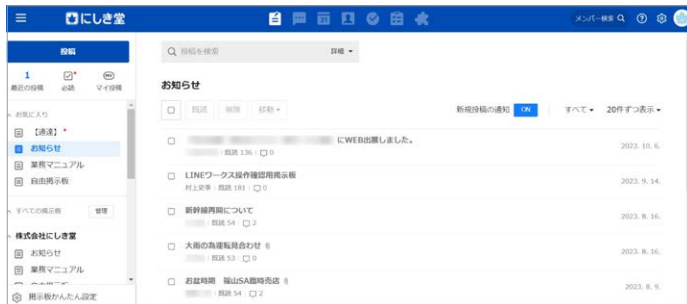 にしき堂
メンバー検索
投稿
投稿を検索
詳細
1
最近の投稿
必読
マイ投稿
お知らせ
既読
削除
移動
新規投稿の通知
ON
すべて
20件ずつ表示
お気に入り
【速達】
お知らせ
業務マニュアル
自由掲示板
すべての掲示板
管理
株式会社にしき堂
お知らせ
業務マニュアル
掲示板かんたん設定
にWEB出展しました。
既読 136
0
2023. 10. 6.
LINEワークス操作確認用掲示板
既読 181
0
2023. 9. 14.
新幹線再開について
既読 54
2
2023. 8. 16.
大雨の為運転見合わせ
既読 53
0
2023. 8. 16.
お盆時期 福山SA臨時売店
既読 54
2
2023. 8. 9.